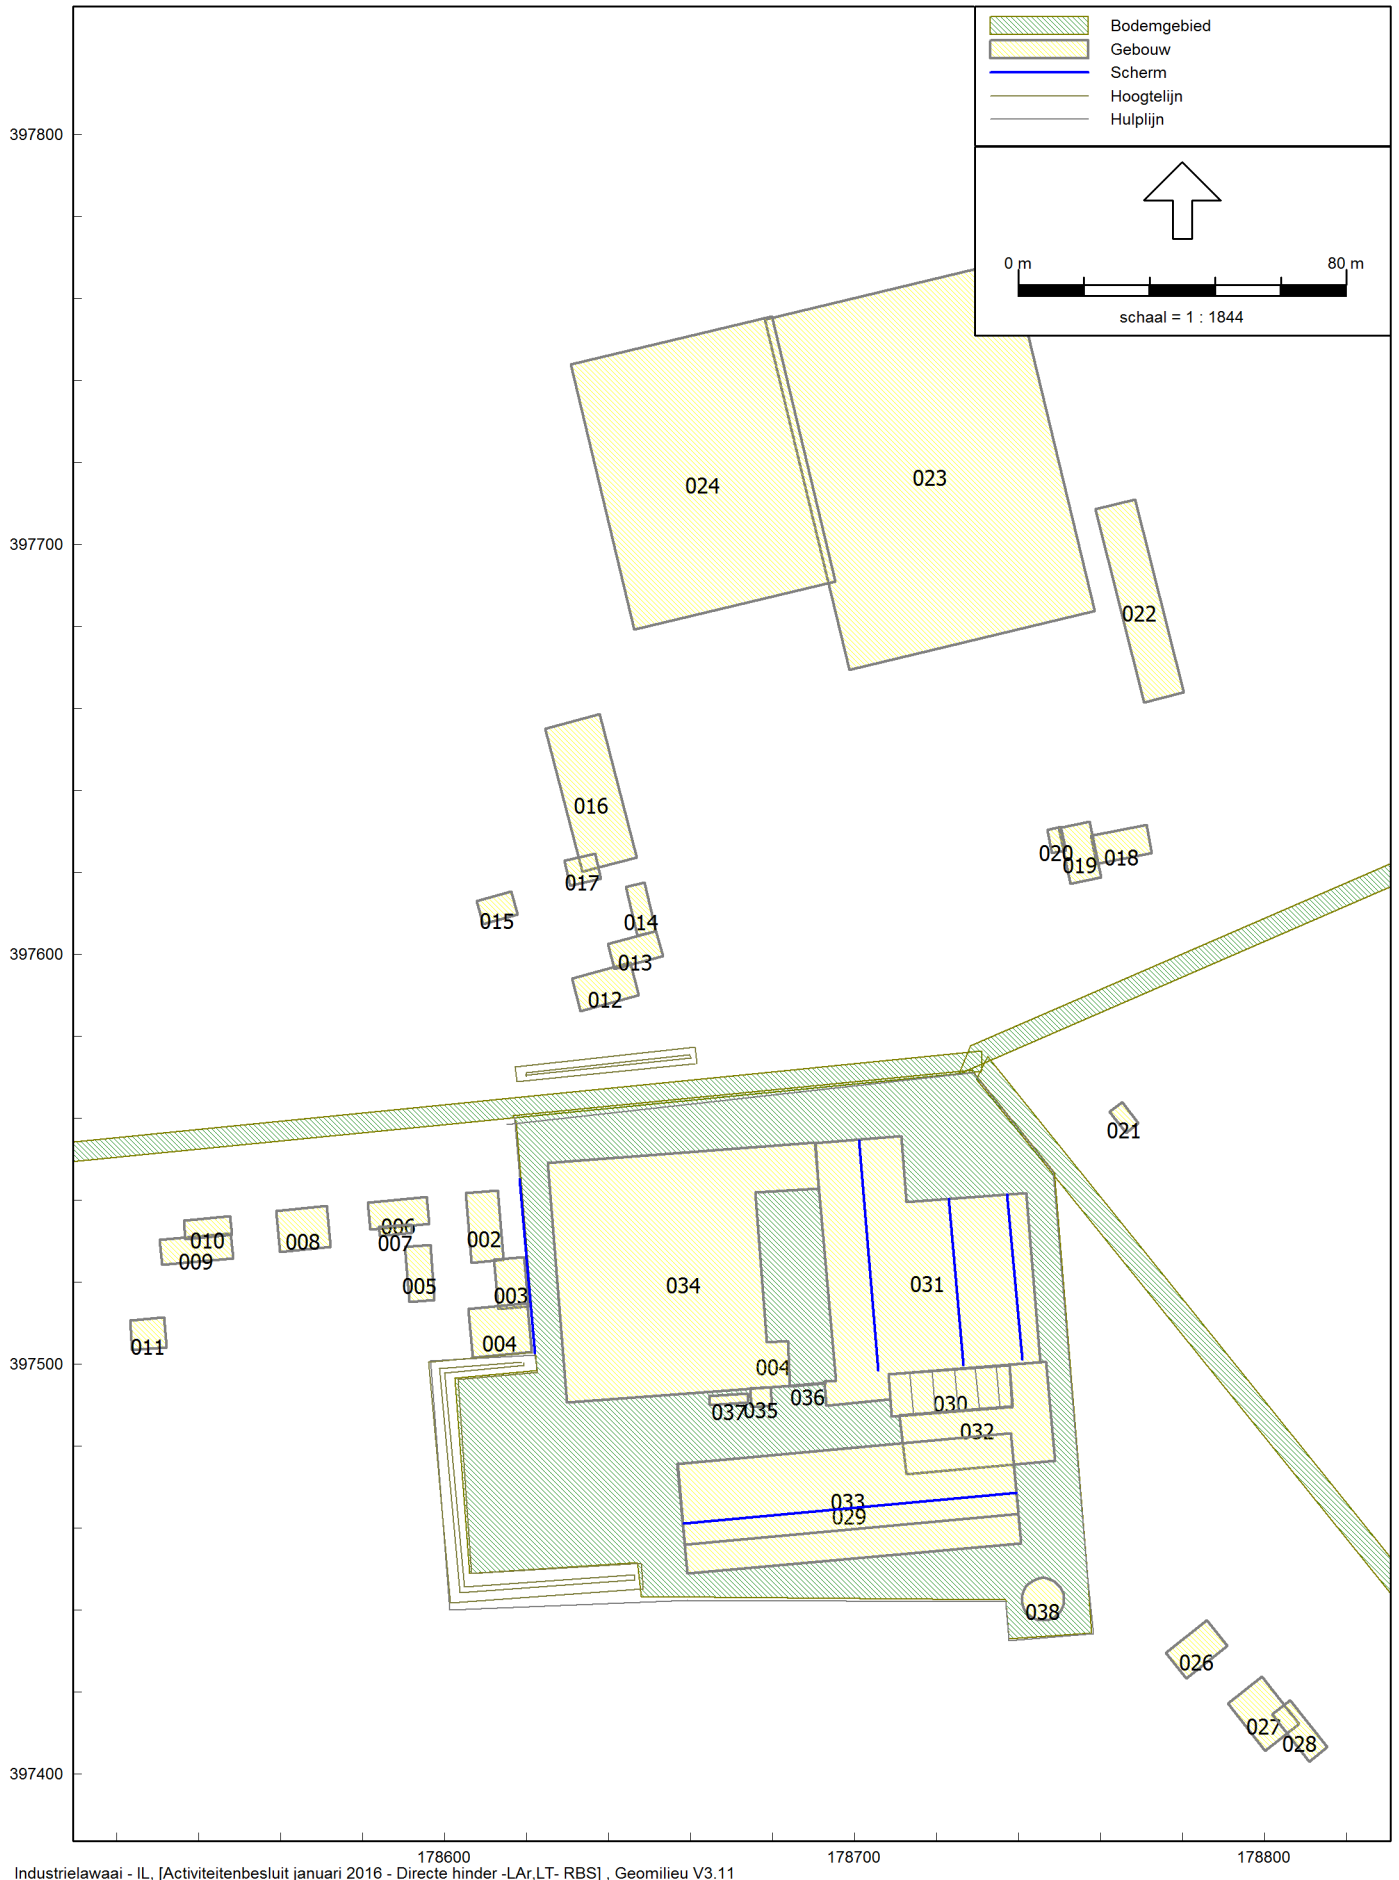 Bodemgebied
Gebouw
Scherm
Hoogtelijn
Hulplijn
397800
0 m 80 m
schaal = 1 : 1844
024 023
397700
022
016
020 019 018
017
015 014
397600
013
012
021
006
010 008 007 002
009
005 003 034 031
011 004
397500
004
036
037 035 030
032
033
029
038
026
027
028
397400
178600 178700 178800
Industrielawaai - IL, [Activiteitenbesluit januari 2016 - Directe hinder -LAr,LT- RBS] , Geomilieu V3.11